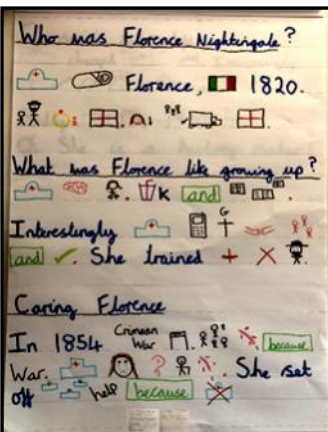 Who was Florence Nightingale?
Florence, 1820.
What was Florence like growing up?
K and
Interestingly G
and She trained + X
Caring Florence
In 1854 Crimean War because
War. ? She set
off help because